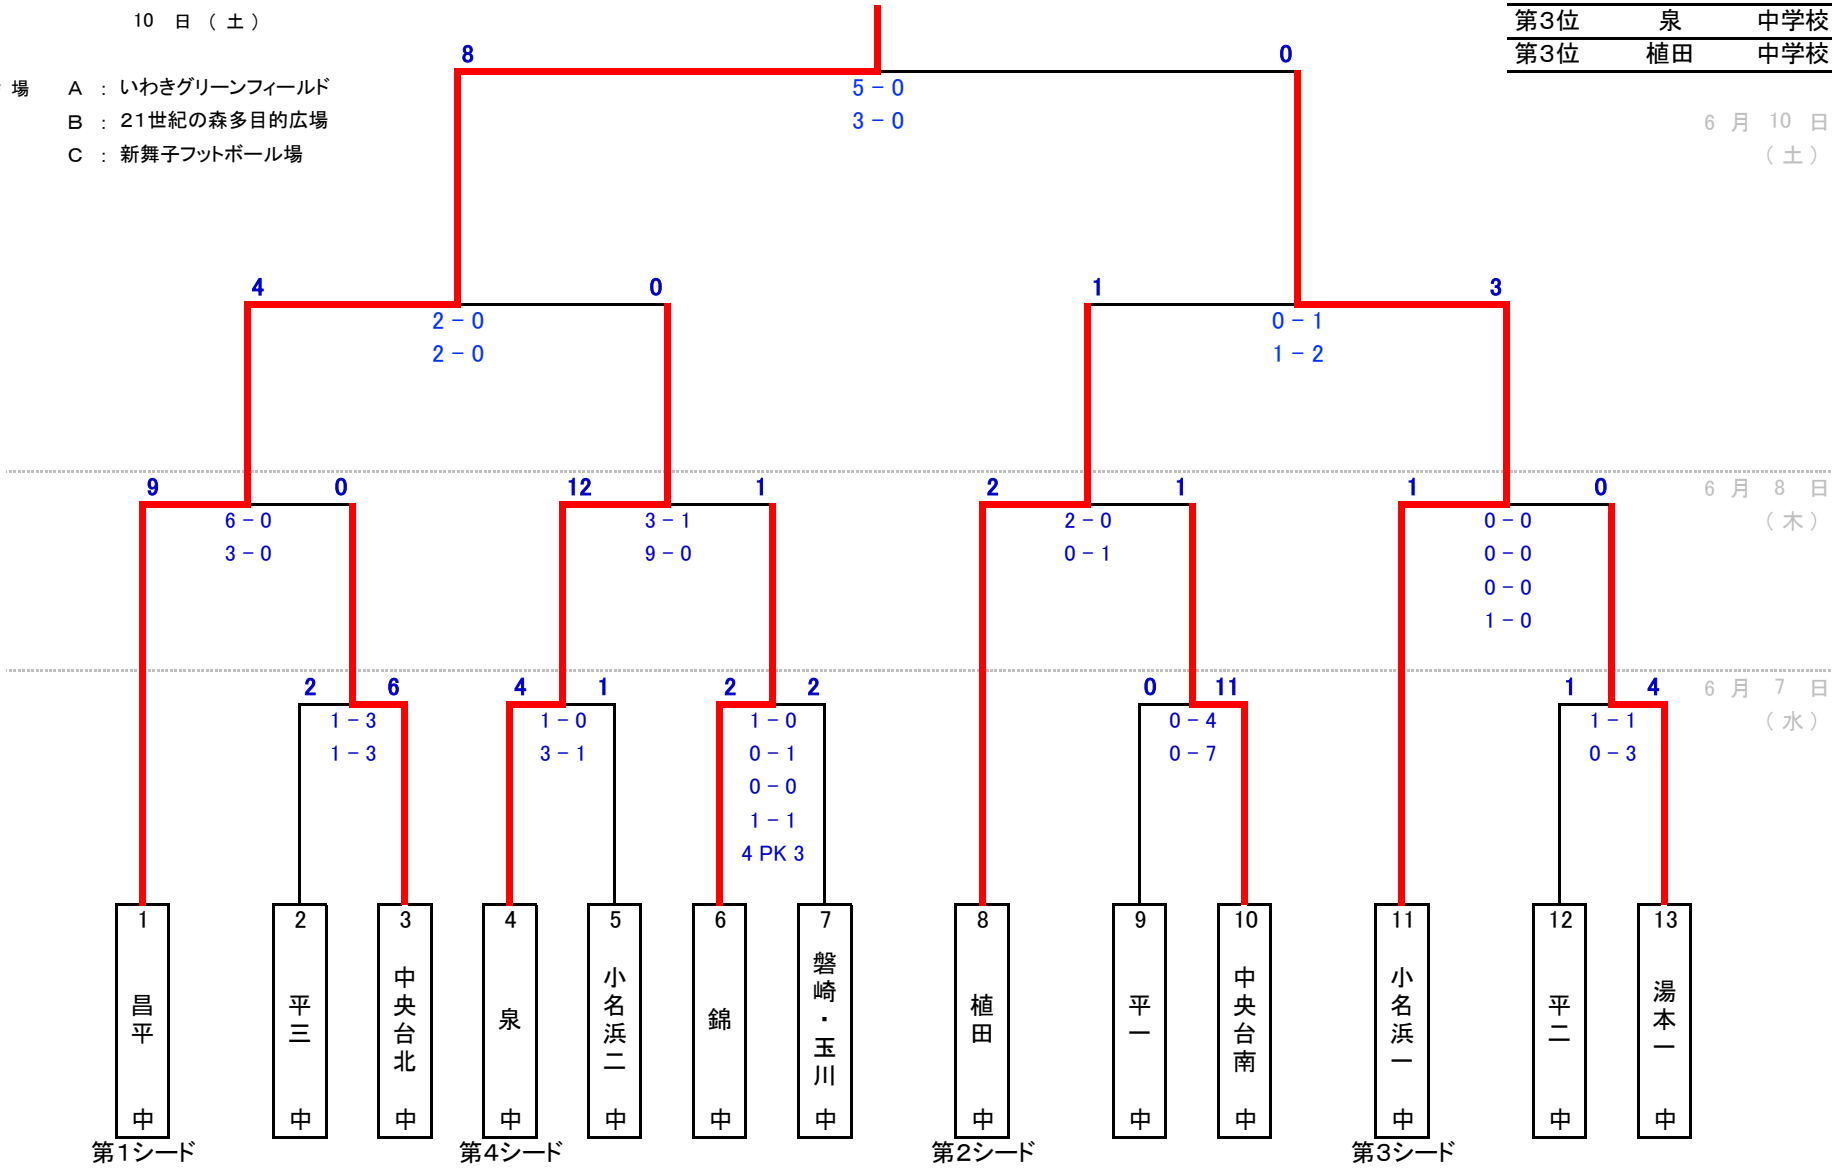 10 日 ( 土 )
第3位 泉 中学校
第3位 植田 中学校
8 0
場 A : いわきグリーンフィールド
B : 21世紀の森多目的広場
C : 新舞子フットボール場
5 − 0
3 − 0
6 月 10 日
( 土 )
4 0 1 3
2 − 0 0 − 1
2 − 0 1 − 2
9 0 12 1 2 1 1 0
6 月 8 日
( 木 )
6 − 0 3 − 1 2 − 0 0 − 0
3 − 0 9 − 0 0 − 1 0 − 0
0 − 0
1 − 0
2 6 4 1 2 2 0 11 1 4
6 月 7 日
( 水 )
1 − 3 1 − 0 1 − 0 0 − 4 1 − 1
1 − 3 3 − 1 0 − 1 0 − 7 0 − 3
0 − 0
1 − 1
4 PK 3
1 2 3 4 5 6 7 8 9 10 11 12 13
昌平 中
平三 中
中央台北 中
泉 中
小名浜二 中
錦 中
磐崎・玉川 中
植田 中
平一 中
中央台南 中
小名浜一 中
平二 中
湯本一 中
第1シード 第4シード 第2シード 第3シード